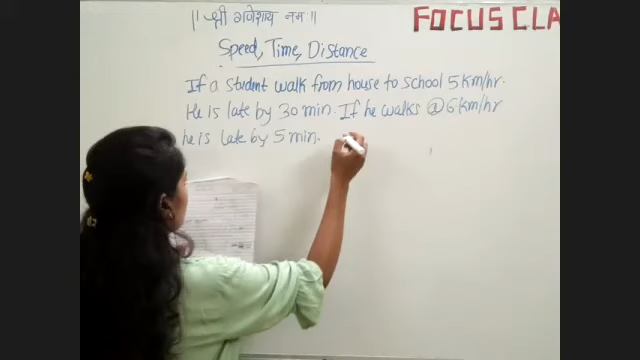 || श्री गणेशाय नमः ||
FOCUS CLA
Speed, Time, Distance
If a student walk from house to school 5 km/hr.
He is late by 30 min. If he walks @ 6 km/hr
he is late by 5 min.